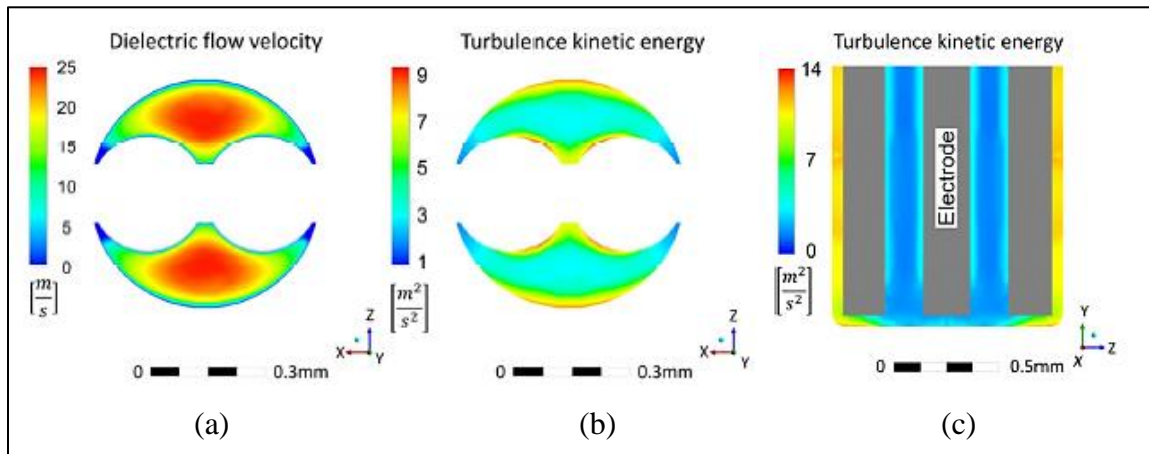 Dielectric flow velocity
25
20
15
10
5
0
[m/s]
X
Z
Y
0
0.3mm
(a)
Turbulence kinetic energy
9
7
5
3
1
[m²/s²]
X
Z
Y
0
0.3mm
(b)
Turbulence kinetic energy
14
7
0
[m²/s²]
Electrode
Y
X
Z
0
0.5mm
(c)